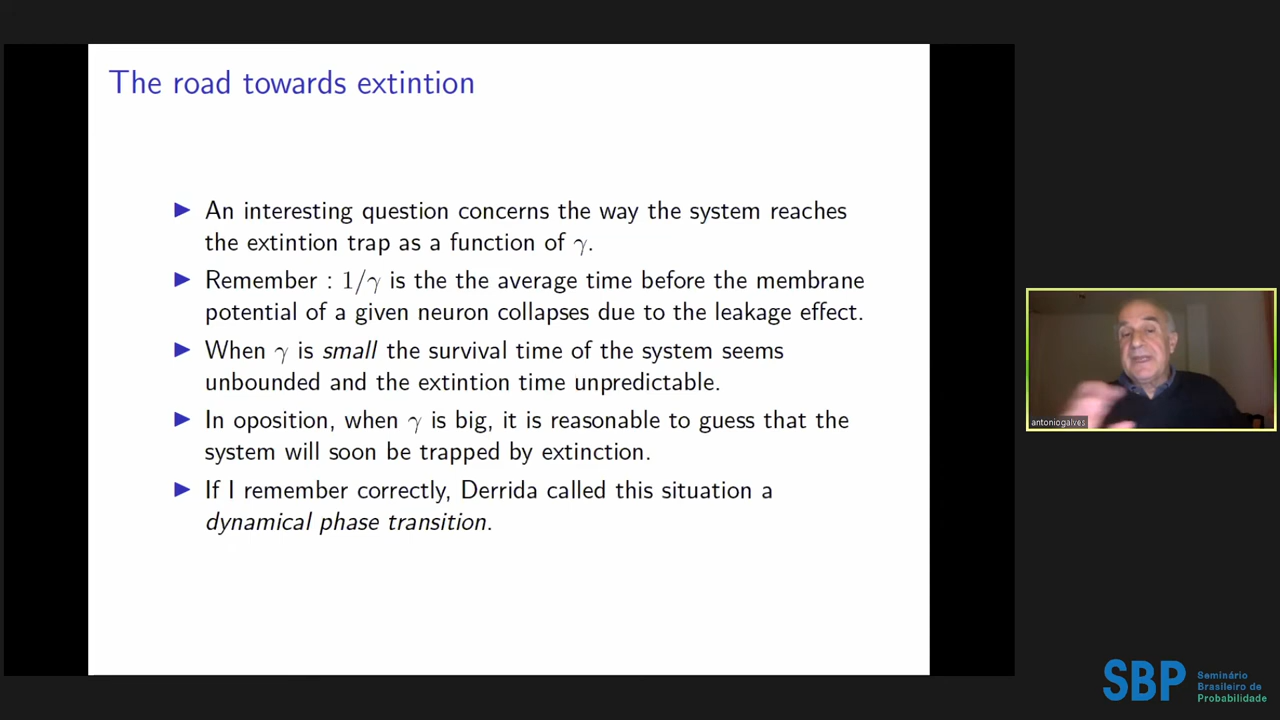 The road towards extintion
▶ An interesting question concerns the way the system reaches
the extintion trap as a function of γ.
▶ Remember : 1/γ is the the average time before the membrane
potential of a given neuron collapses due to the leakage effect.
▶ When γ is small the survival time of the system seems
unbounded and the extintion time unpredictable.
▶ In oposition, when γ is big, it is reasonable to guess that the
system will soon be trapped by extinction.
▶ If I remember correctly, Derrida called this situation a
dynamical phase transition.
antoniogalves
SBP
Seminário
Brasileiro de
Probabilidade